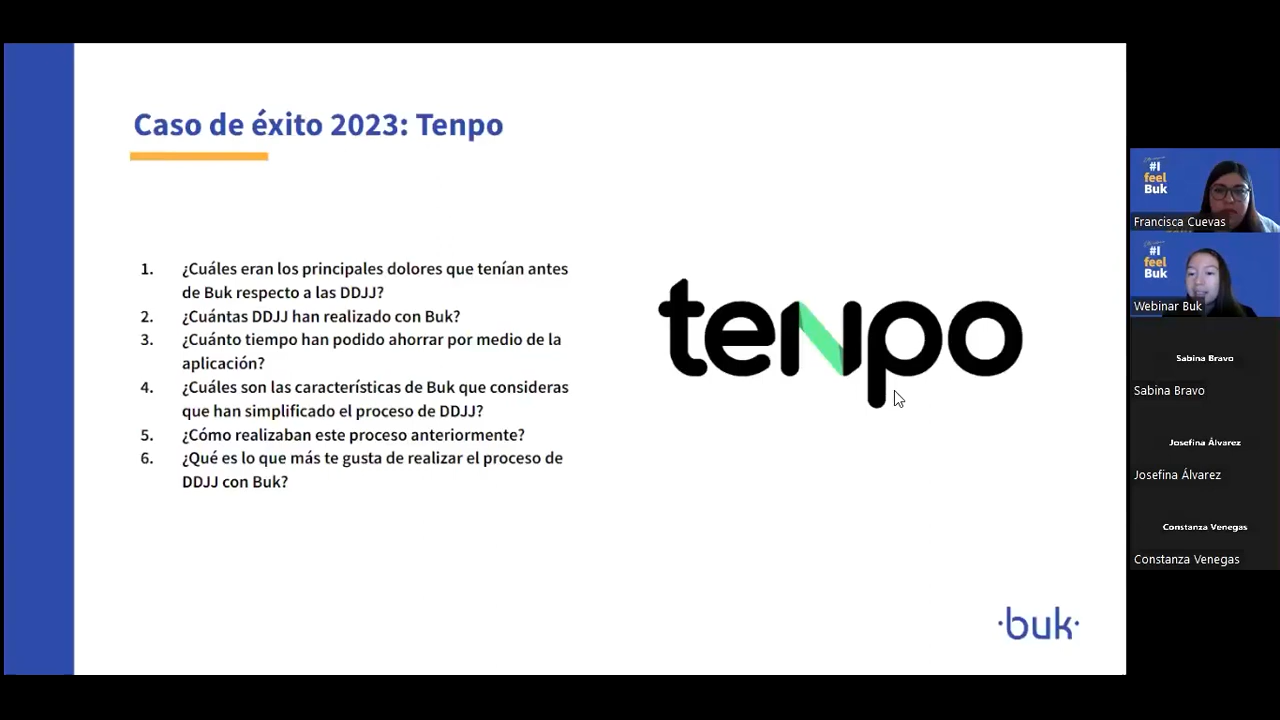 Caso de éxito 2023: Tenpo
1. ¿Cuáles eran los principales dolores que tenían antes
de Buk respecto a las DDJJ?
2. ¿Cuántas DDJJ han realizado con Buk?
3. ¿Cuánto tiempo han podido ahorrar por medio de la
aplicación?
4. ¿Cuáles son las características de Buk que consideras
que han simplificado el proceso de DDJJ?
5. ¿Cómo realizaban este proceso anteriormente?
6. ¿Qué es lo que más te gusta de realizar el proceso de
DDJJ con Buk?
tenpo
·buk·
#I
feel
Buk
Francisca Cuevas
#I
feel
Buk
Webinar Buk
Sabina Bravo
Sabina Bravo
Josefina Álvarez
Josefina Álvarez
Constanza Venegas
Constanza Venegas